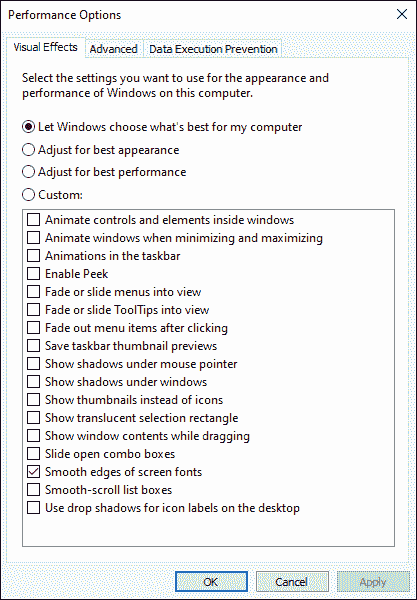 Performance Options
Visual Effects
Advanced
Data Execution Prevention
Select the settings you want to use for the appearance and
performance of Windows on this computer.
Let Windows choose what's best for my computer
Adjust for best appearance
Adjust for best performance
Custom:
Animate controls and elements inside windows
Animate windows when minimizing and maximizing
Animations in the taskbar
Enable Peek
Fade or slide menus into view
Fade or slide ToolTips into view
Fade out menu items after clicking
Save taskbar thumbnail previews
Show shadows under mouse pointer
Show shadows under windows
Show thumbnails instead of icons
Show translucent selection rectangle
Show window contents while dragging
Slide open combo boxes
Smooth edges of screen fonts
Smooth-scroll list boxes
Use drop shadows for icon labels on the desktop
OK
Cancel
Apply